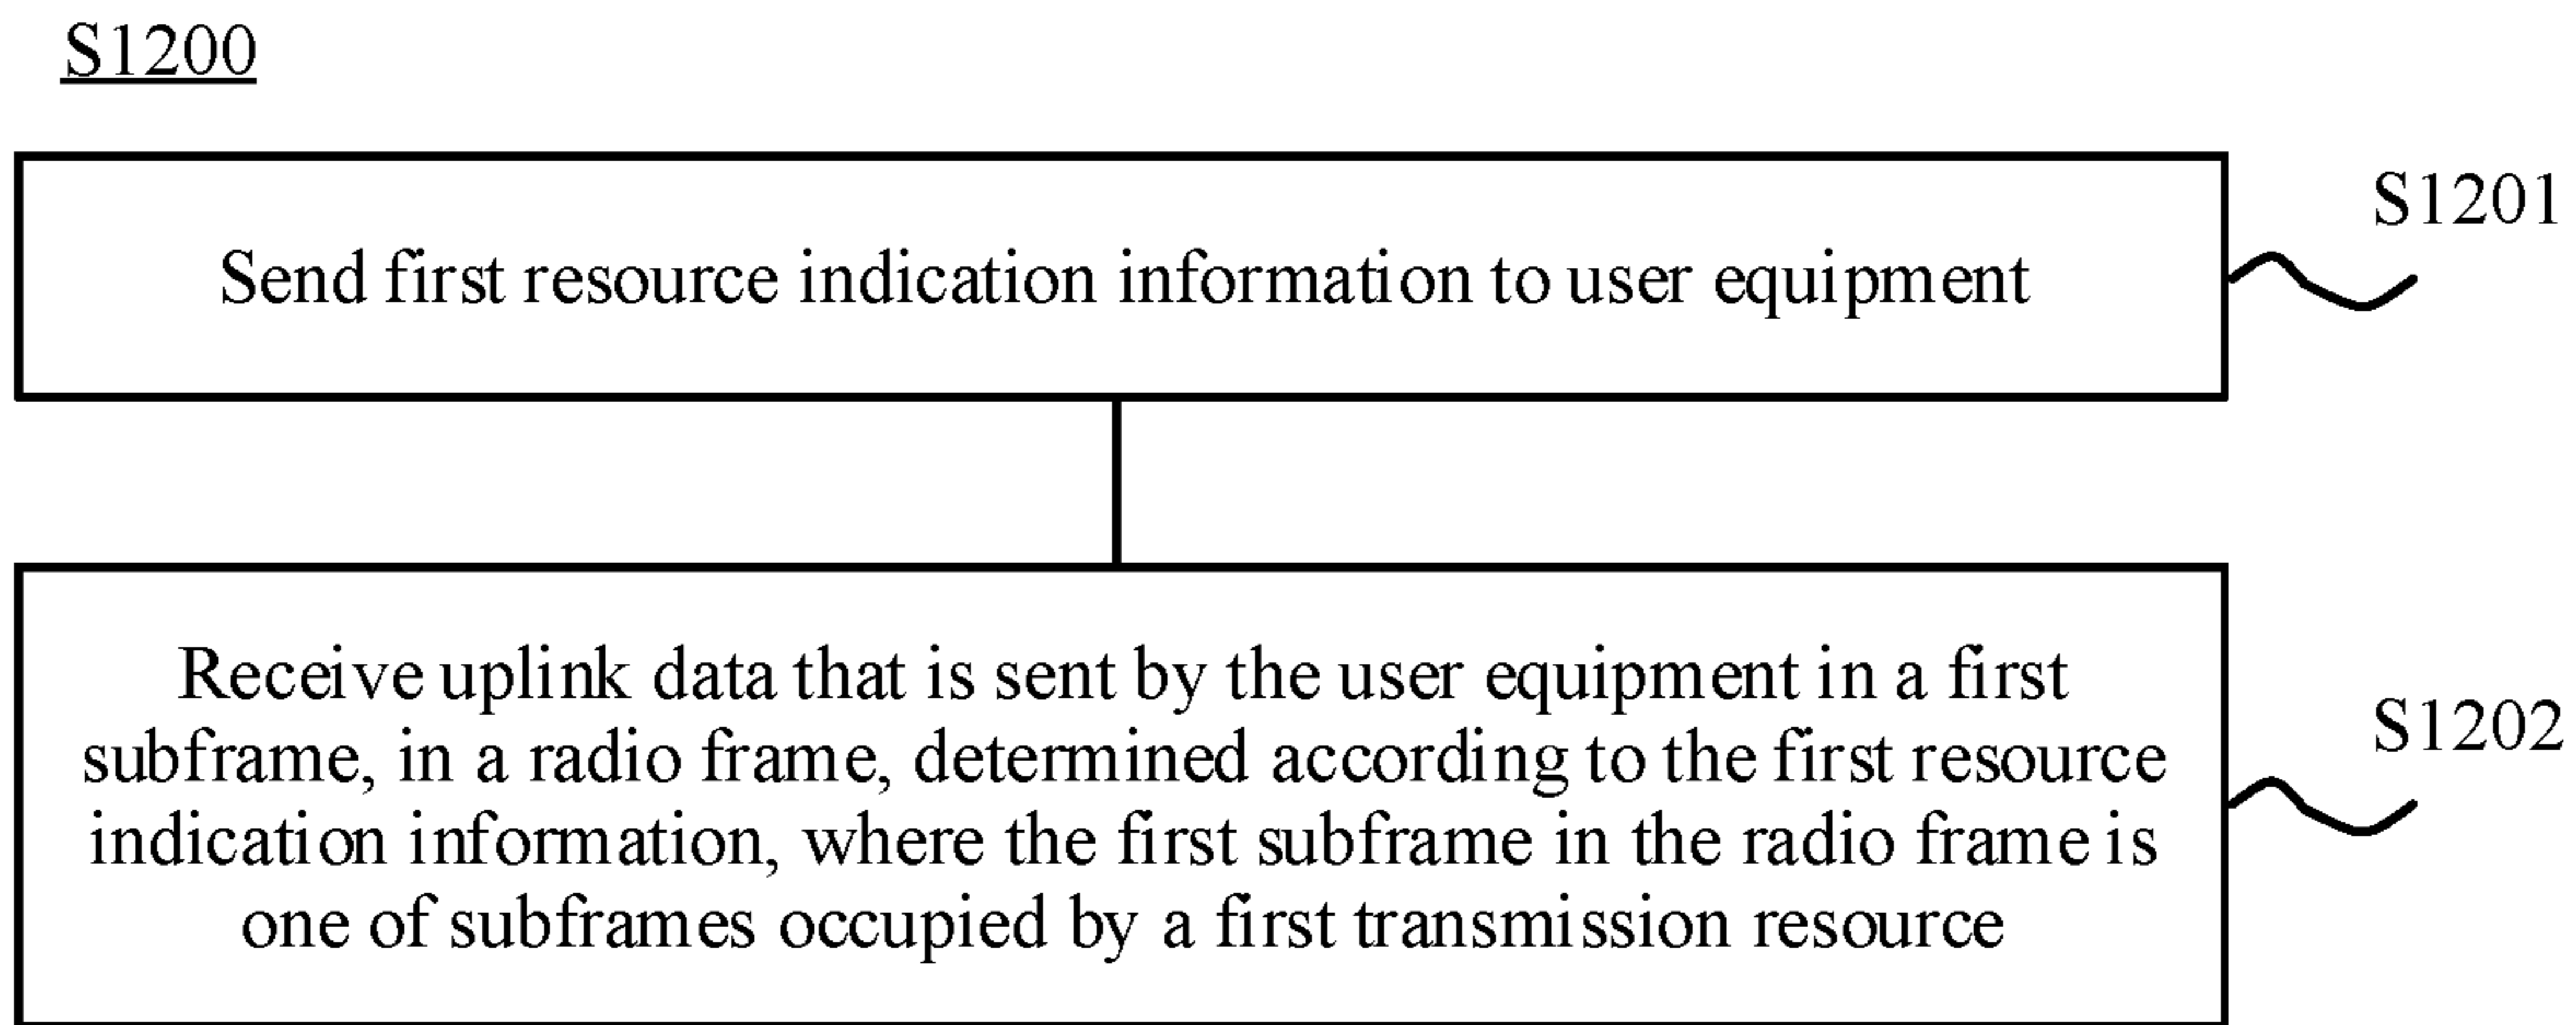 S1200
S1201
Send first resource indication information to user equipment
Receive uplink data that is sent by the user equipment in a first
subframe, in a radio frame, determined according to the first resource
indication information, where the first subframe in the radio frame is
one of subframes occupied by a first transmission resource
S1202